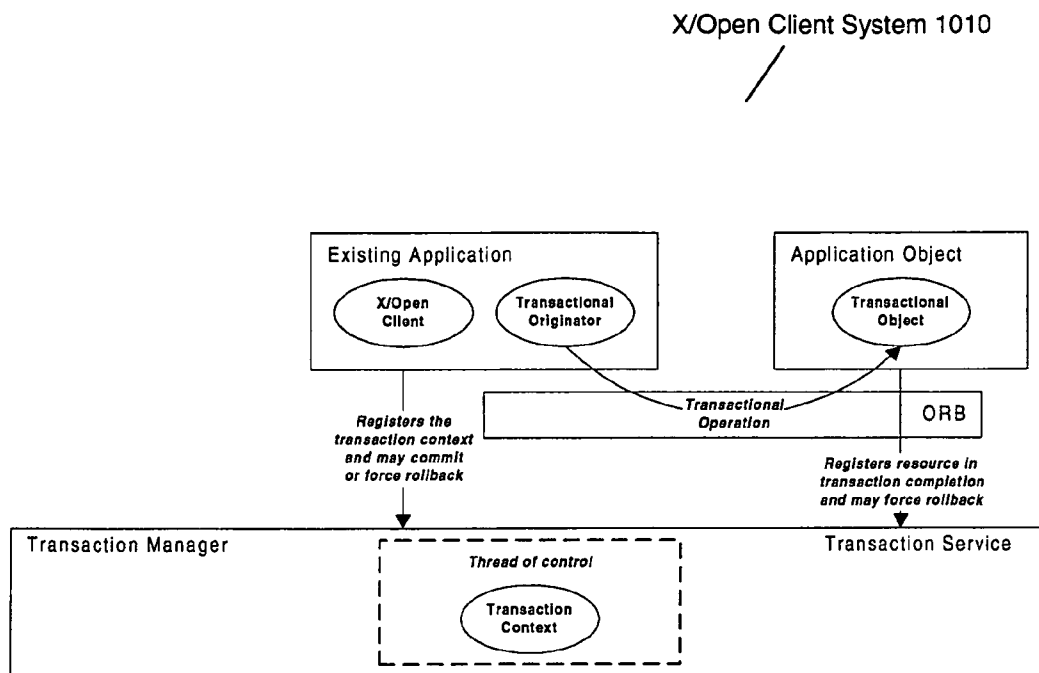 X/Open Client System 1010
Existing Application
X/Open
Client
Transactional
Originator
Application Object
Transactional
Object
Transactional
Operation
ORB
Registers the
transaction context
and may commit
or force rollback
Registers resource in
transaction completion
and may force rollback
Transaction Manager
Transaction Service
Thread of control
Transaction
Context